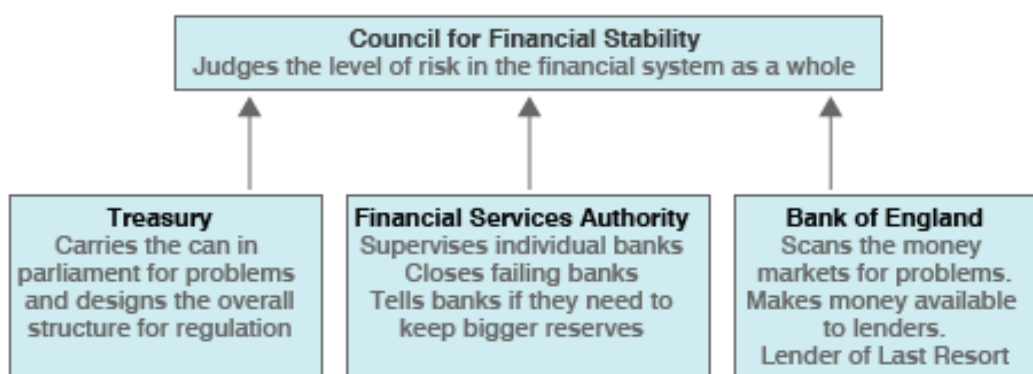 Council for Financial Stability
Judges the level of risk in the financial system as a whole
Treasury
Carries the can in
parliament for problems
and designs the overall
structure for regulation
Financial Services Authority
Supervises individual banks
Closes failing banks
Tells banks if they need to
keep bigger reserves
Bank of England
Scans the money
markets for problems.
Makes money available
to lenders.
Lender of Last Resort